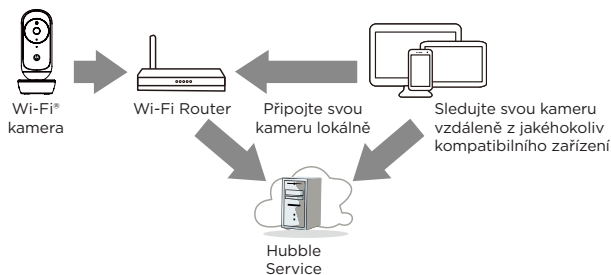 Wi-Fi®
kamera
Wi-Fi Router
Připojte svou
kameru lokálně
Sledujte svou kameru
vzdáleně z jakéhokoliv
kompatibilního zařízení
Hubble
Service